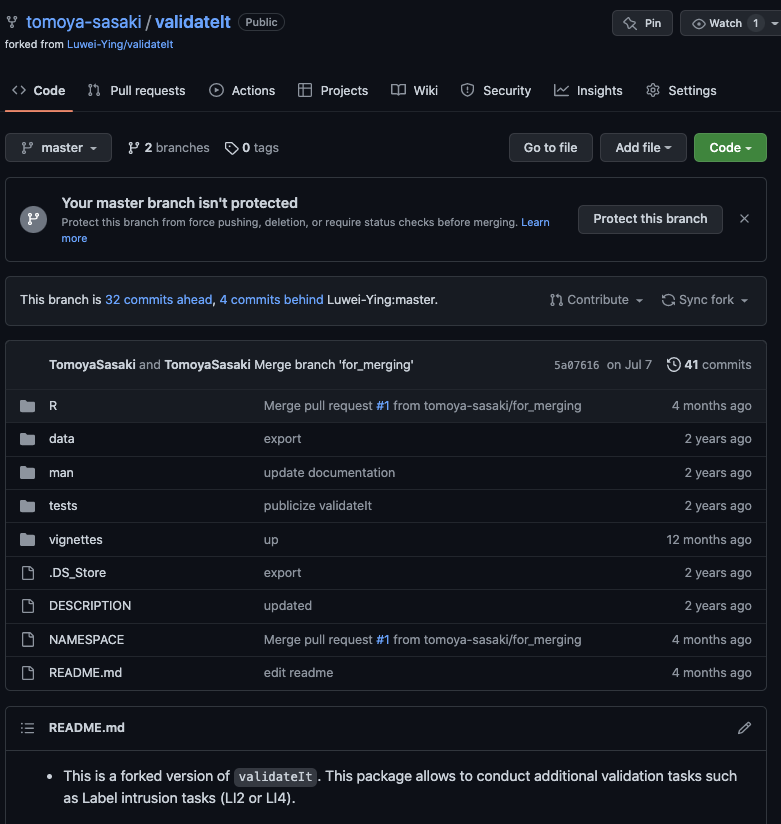 tomoya-sasaki / validateIt Public Pin Watch 1
forked from Luwei-Ying/validateIt
Code Pull requests Actions Projects Wiki Security Insights Settings
master 2 branches 0 tags Go to file Add file Code
Your master branch isn't protected
Protect this branch from force pushing, deletion, or require status checks before merging. Learn
more
Protect this branch
This branch is 32 commits ahead, 4 commits behind Luwei-Ying:master. Contribute Sync fork
TomoyaSasaki and TomoyaSasaki Merge branch 'for_merging' 5a07616 on Jul 7 41 commits
R Merge pull request #1 from tomoya-sasaki/for_merging 4 months ago
data export 2 years ago
man update documentation 2 years ago
tests publicize validateIt 2 years ago
vignettes up 12 months ago
.DS_Store export 2 years ago
DESCRIPTION updated 2 years ago
NAMESPACE Merge pull request #1 from tomoya-sasaki/for_merging 4 months ago
README.md edit readme 4 months ago
README.md
• This is a forked version of validateIt. This package allows to conduct additional validation tasks such
as Label intrusion tasks (LI2 or LI4).